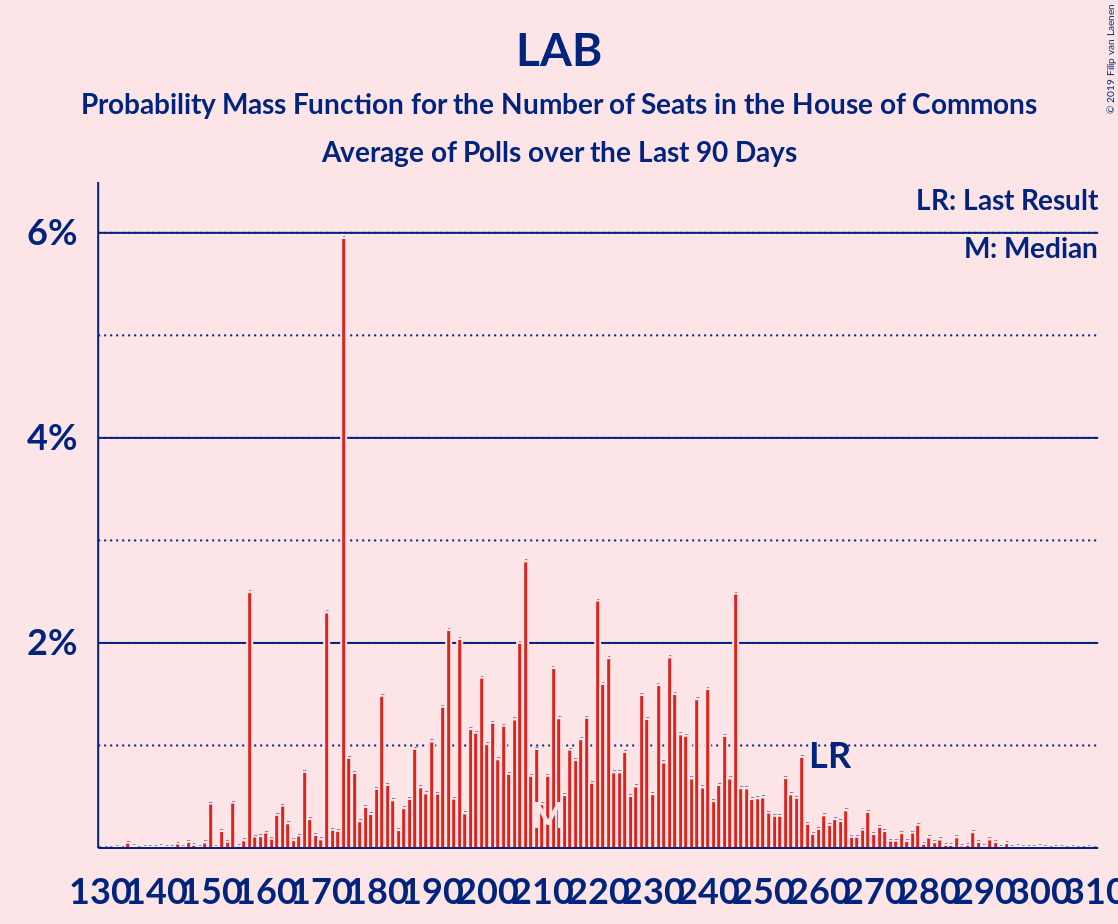 LAB
Probability Mass Function for the Number of Seats in the House of Commons
Average of Polls over the Last 90 Days
© 2019 Filip van Laenen
LR: Last Result
M: Median
6%
4%
2%
LR
M
130 140 150 160 170 180 190 200 210 220 230 240 250 260 270 280 290 300 310